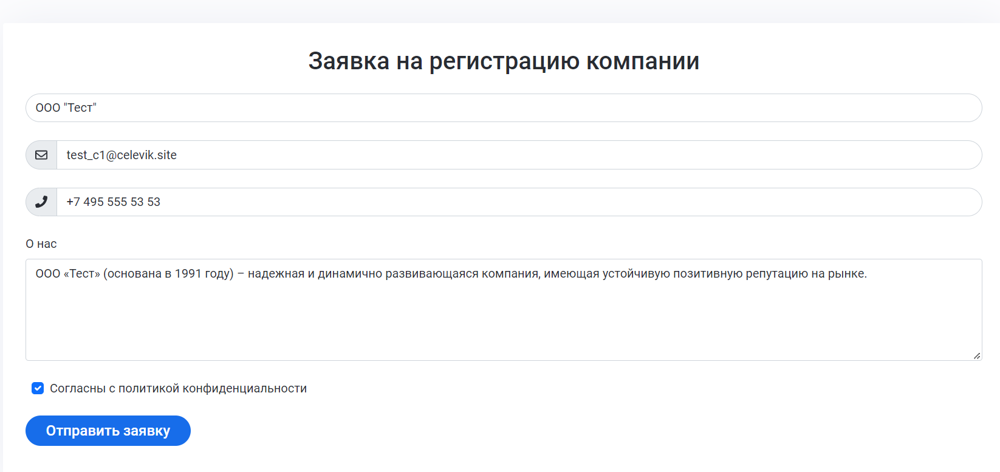 Заявка на регистрацию компании
ООО "Тест"
test_c1@celevik.site
+7 495 555 53 53
О нас
ООО «Тест» (основана в 1991 году) – надежная и динамично развивающаяся компания, имеющая устойчивую позитивную репутацию на рынке.
Согласны с политикой конфиденциальности
Отправить заявку